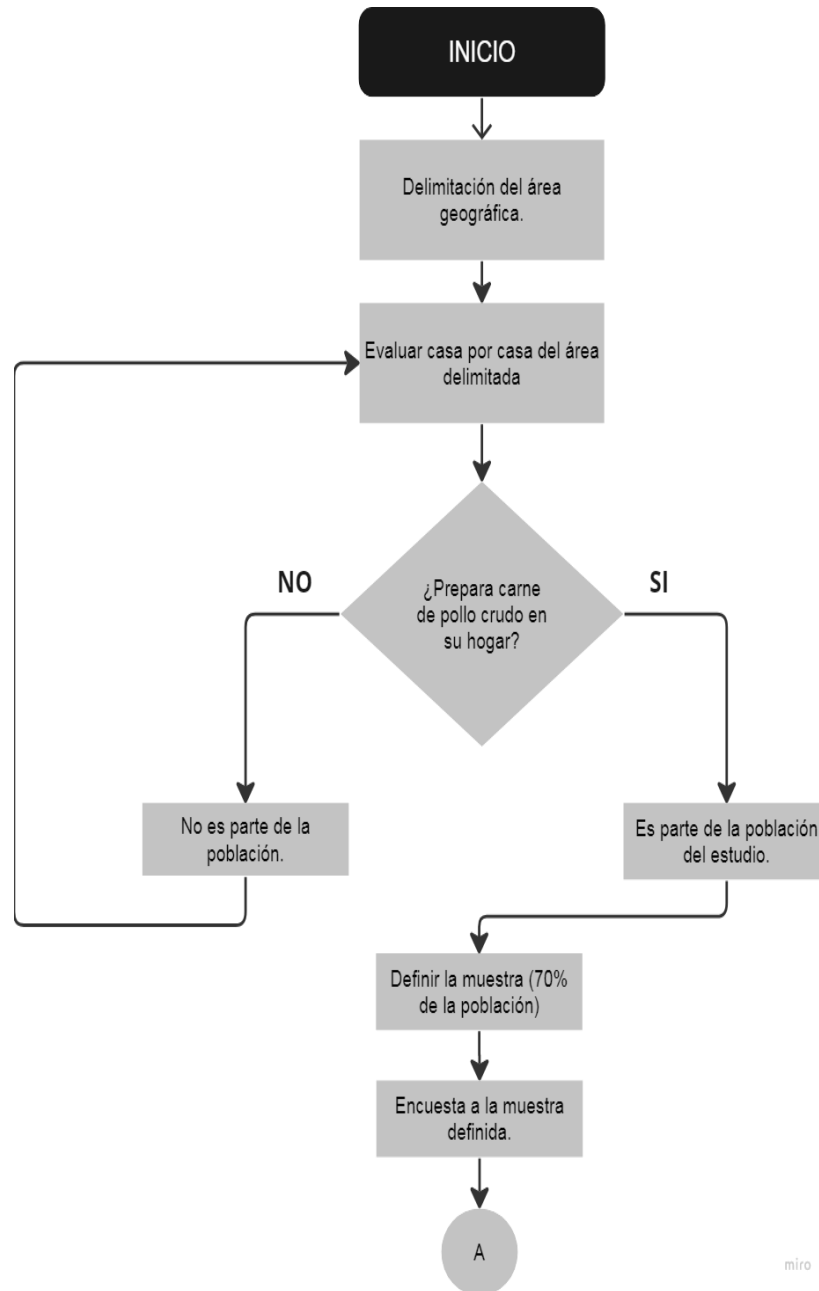 INICIO
Delimitación del área
geográfica.
Evaluar casa por casa del área
delimitada
¿Prepara carne
de pollo crudo en
su hogar?
NO
SI
No es parte de la
población.
Es parte de la población
del estudio.
Definir la muestra (70%
de la población)
Encuesta a la muestra
definida.
A
miro